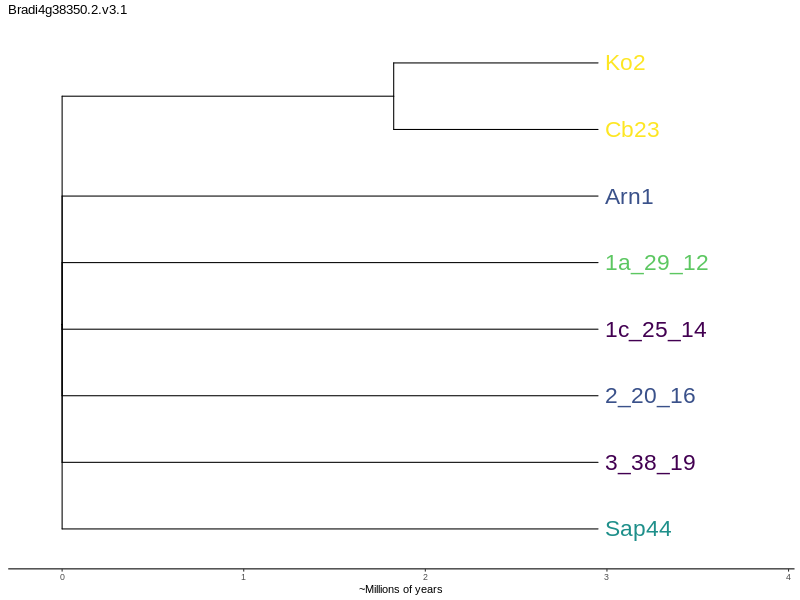 Bradi4g38350.2.v3.1
Ko2
Cb23
Arn1
1a_29_12
1c_25_14
2_20_16
3_38_19
Sap44
0 1 2 3 4
~Millions of years